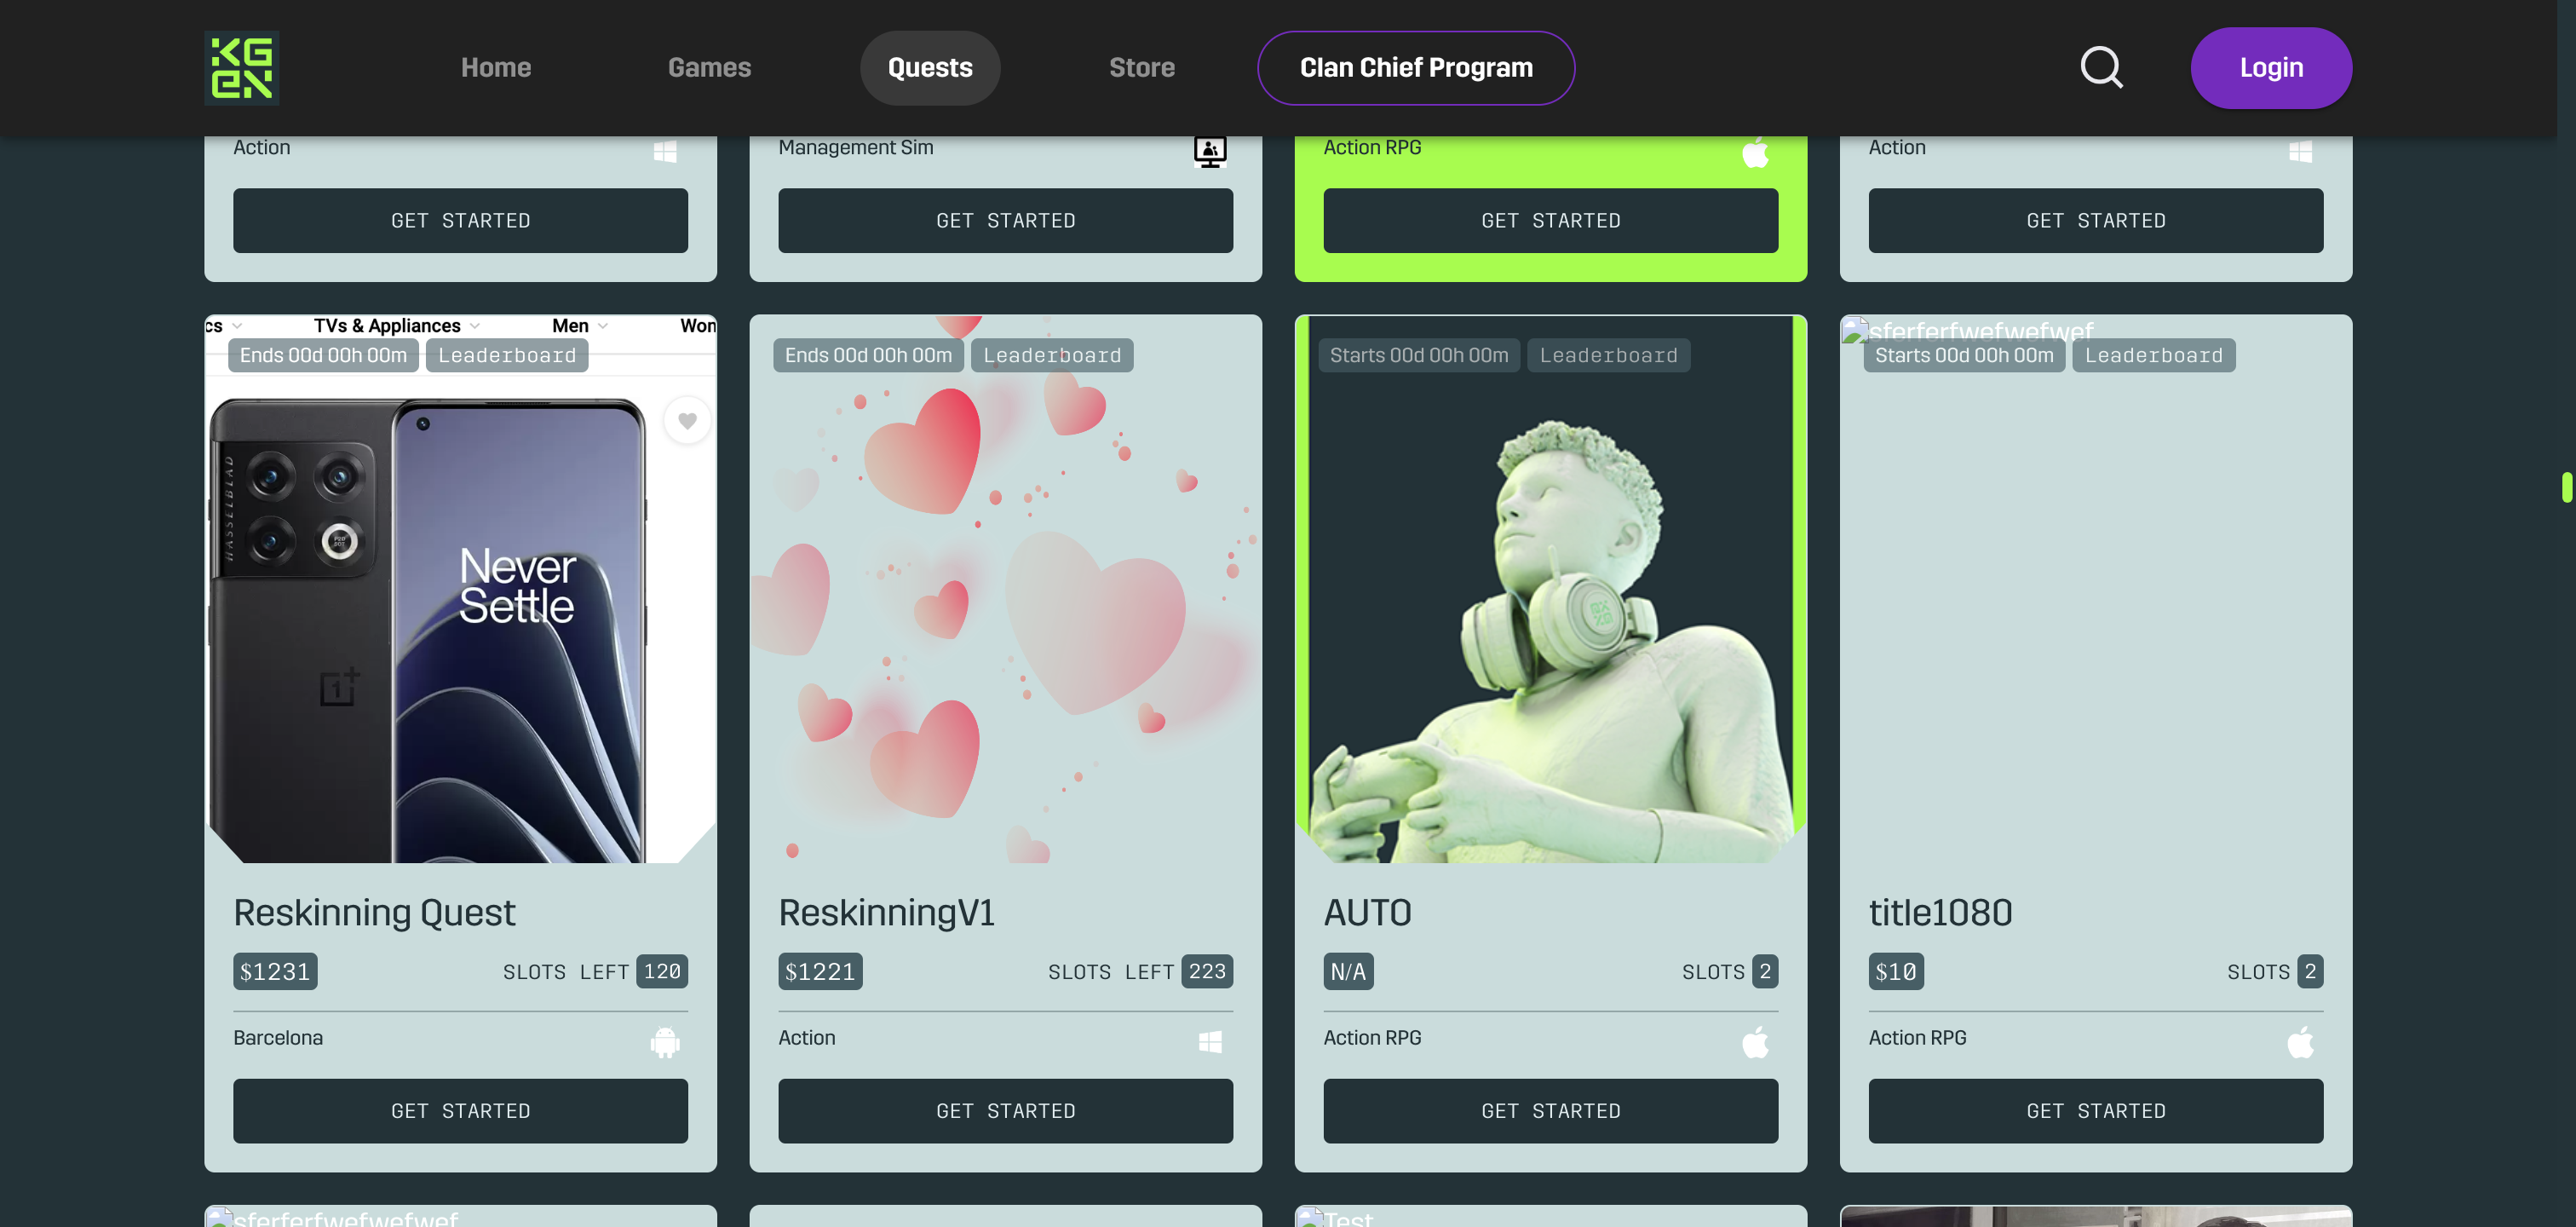 KGEN
Home Games Quests Store Clan Chief Program Login
Action Management Sim Action RPG Action
GET STARTED GET STARTED GET STARTED GET STARTED
cs TVs & Appliances Men Won
sferferfwefwefwef
Ends 00d 00h 00m Leaderboard Ends 00d 00h 00m Leaderboard Starts 00d 00h 00m Leaderboard Starts 00d 00h 00m Leaderboard
HASSELBLAD
Never
Settle
Reskinning Quest ReskinningV1 AUTO title1080
$1231 SLOTS LEFT 120 $1221 SLOTS LEFT 223 N/A SLOTS 2 $10 SLOTS 2
Barcelona Action Action RPG Action RPG
GET STARTED GET STARTED GET STARTED GET STARTED
sferferfwefwefwef Test